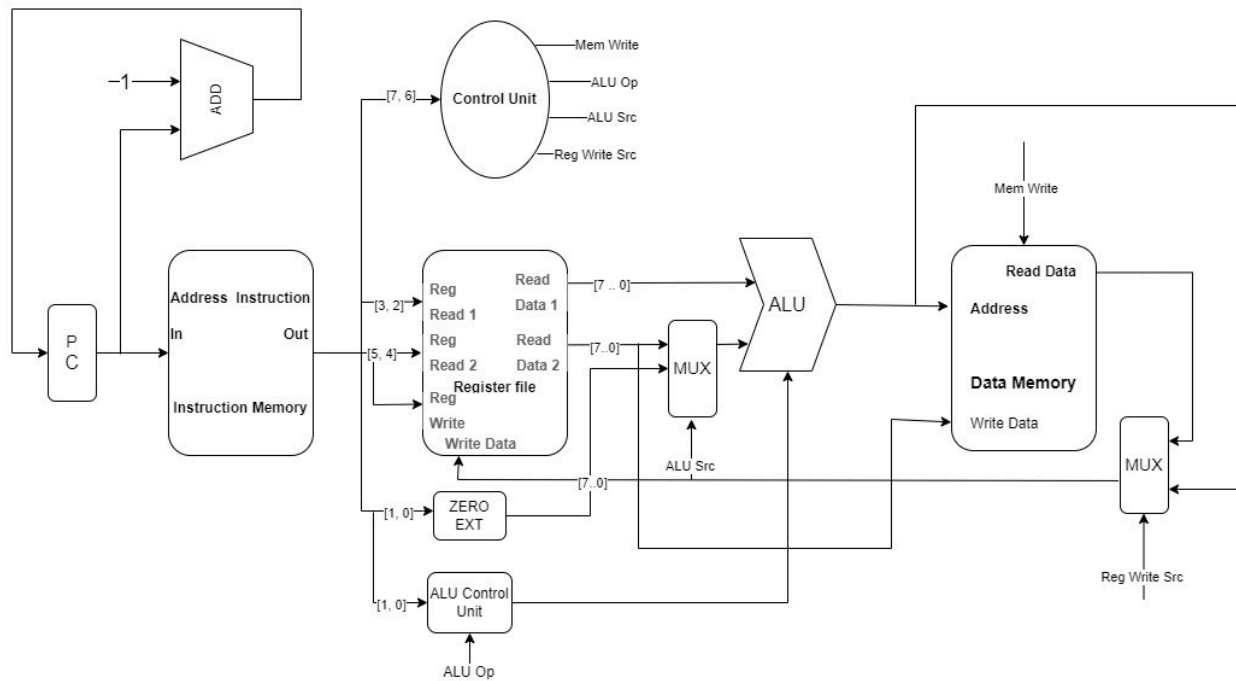 −1
ADD
[7, 6]
Control Unit
Mem Write
ALU Op
ALU Src
Reg Write Src
Mem Write
P
C
Address Instruction
In
Out
Instruction Memory
[3, 2]
[5, 4]
Reg
Read 1
Reg
Read 2
Reg
Write
Read
Data 1
Read
Data 2
Register file
Write Data
[7 .. 0]
[7..0]
MUX
ALU Src
ALU
Read Data
Address
Data Memory
Write Data
MUX
Reg Write Src
[7..0]
[1, 0]
ZERO
EXT
[1, 0]
ALU Control
Unit
ALU Op